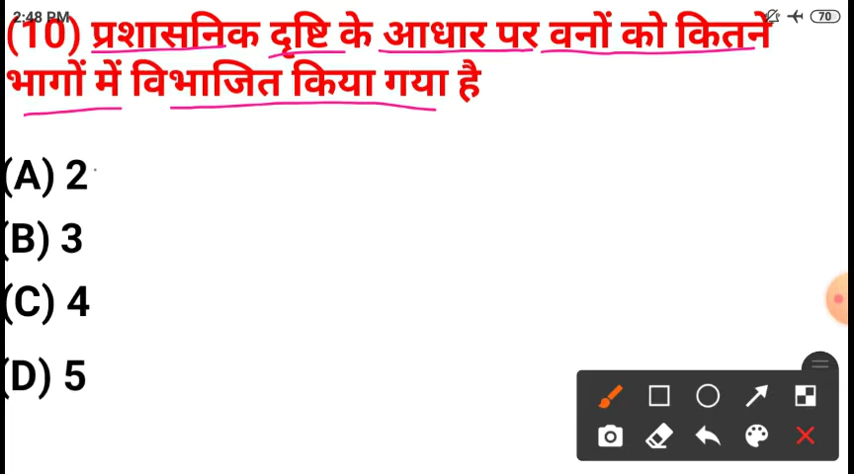 2:48 PM
70
(10) प्रशासनिक दृष्टि के आधार पर वनों को कितने
भागों में विभाजित किया गया है
(A) 2
(B) 3
(C) 4
(D) 5